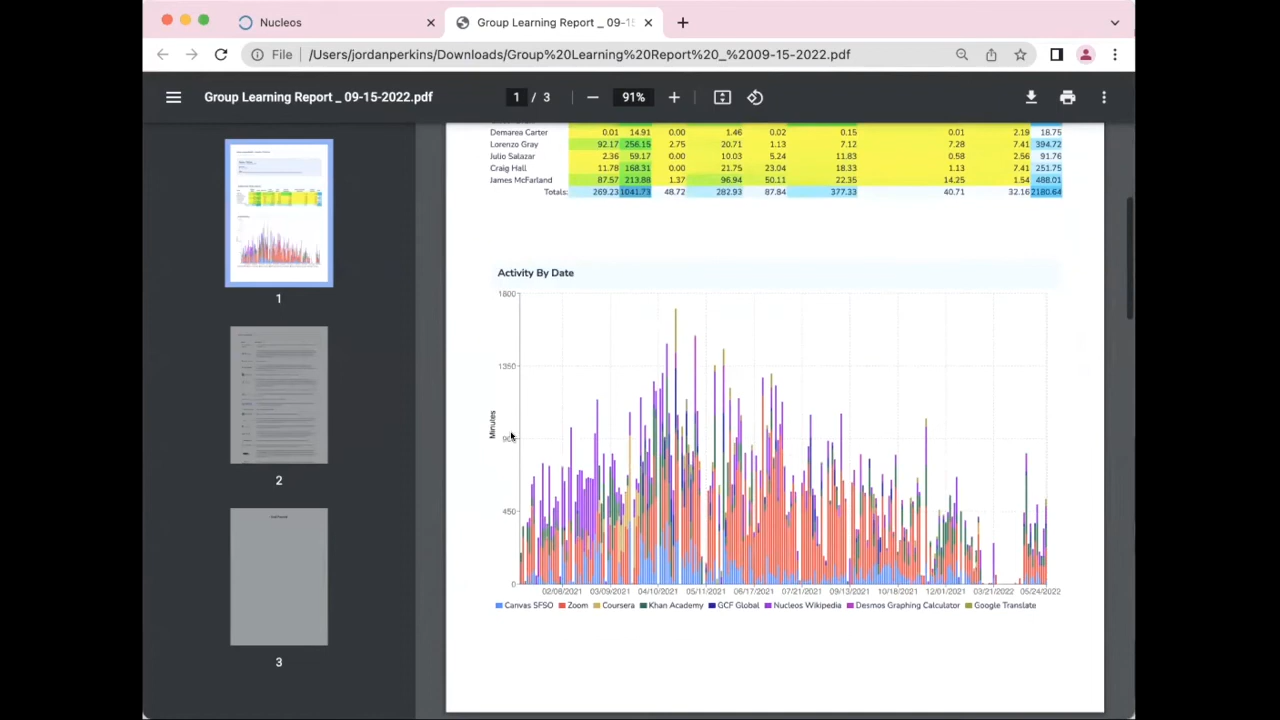 Nucleos
Group Learning Report _ 09-15
File /Users/jordanperkins/Downloads/Group%20Learning%20Report%20_%2009-15-2022.pdf
Group Learning Report _ 09-15-2022.pdf 1 / 3 91%
Demarea Carter 0.01 14.91 0.00 1.46 0.02 0.15 0.01 2.19 18.75
Lorenzo Gray 92.17 256.15 2.75 20.71 1.13 7.12 7.28 7.41 394.72
Julio Salazar 2.36 59.17 0.00 10.03 5.24 11.83 0.58 2.56 91.76
Craig Hall 11.78 168.31 0.00 21.75 23.04 18.33 1.13 7.41 251.75
James McFarland 87.57 213.88 1.37 96.94 50.11 22.35 14.25 1.54 488.01
Totals: 269.23 1041.73 48.72 282.93 87.84 377.33 40.71 32.16 2180.64
Activity By Date
1800
1350
Minutes
450
0
02/08/2021 03/09/2021 04/10/2021 05/11/2021 06/17/2021 07/21/2021 09/13/2021 10/18/2021 12/01/2021 03/21/2022 05/24/2022
Canvas SFSO Zoom Coursera Khan Academy GCF Global Nucleos Wikipedia Desmos Graphing Calculator Google Translate
1
2
3